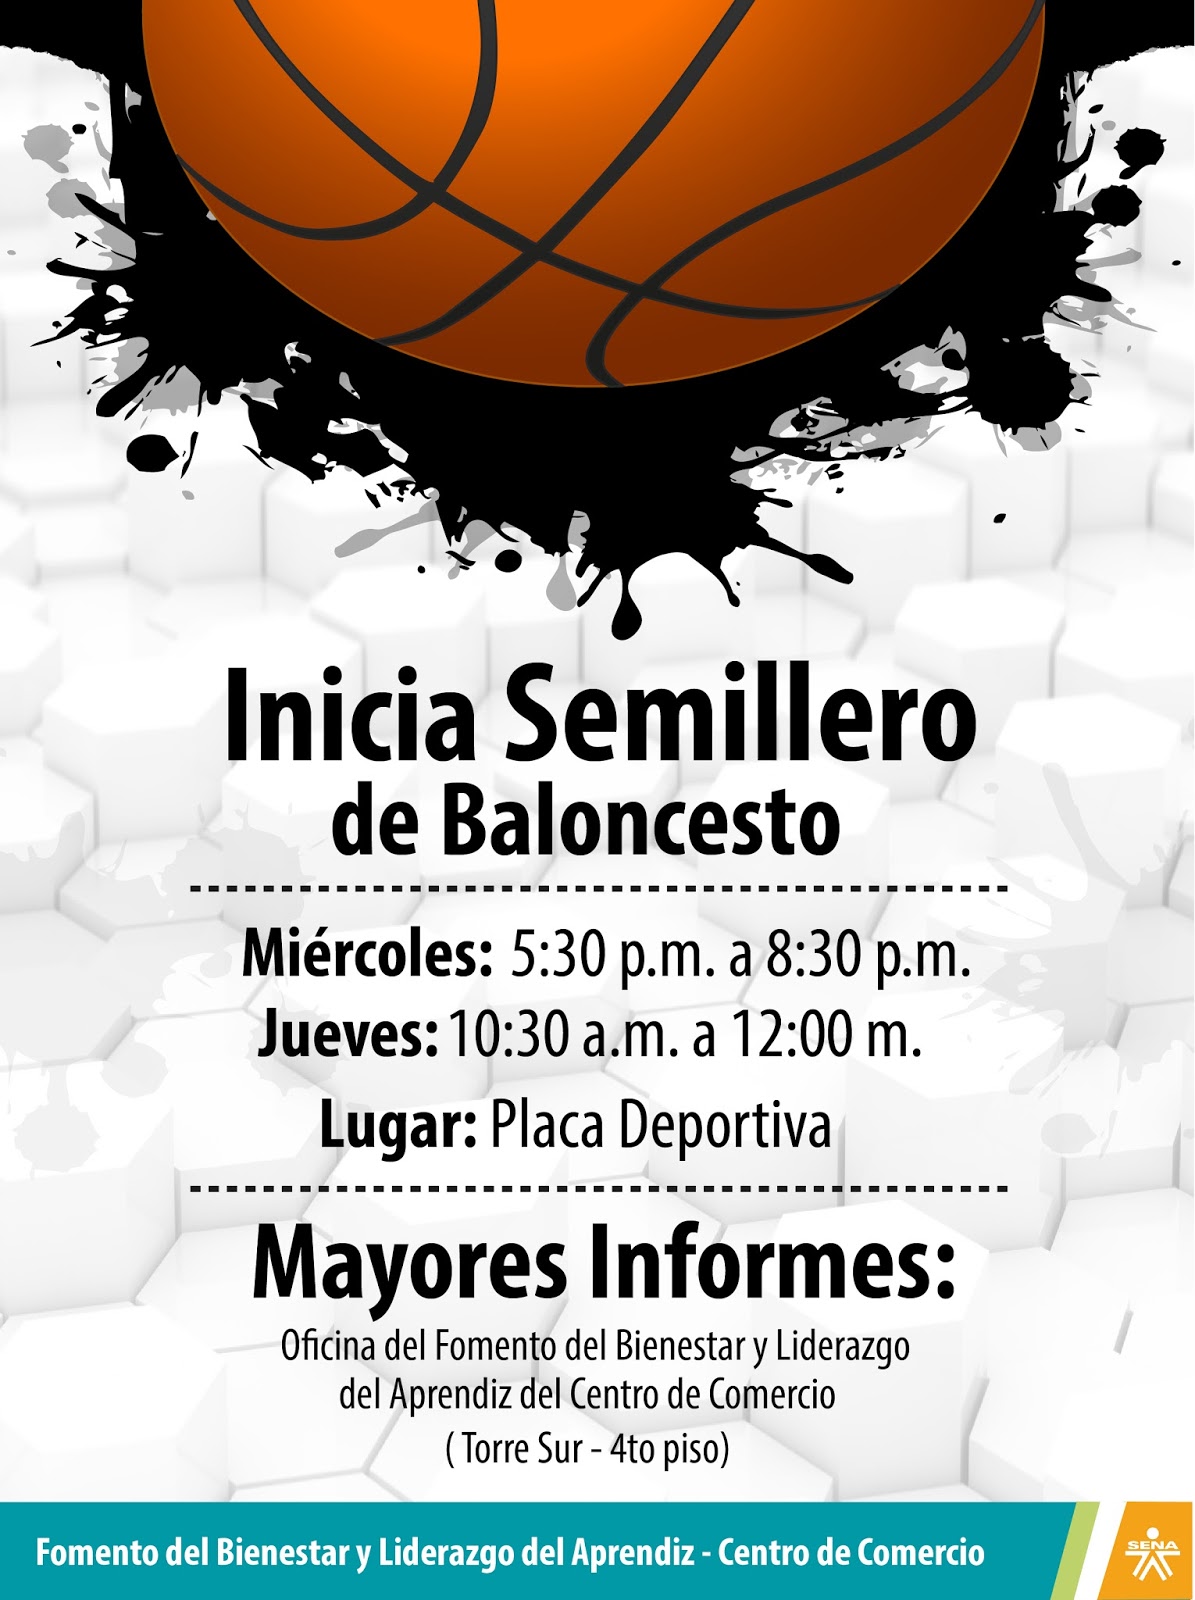 Inicia Semillero
de Baloncesto
Miércoles: 5:30 p.m. a 8:30 p.m.
Jueves: 10:30 a.m. a 12:00 m.
Lugar: Placa Deportiva
Mayores Informes:
Oficina del Fomento del Bienestar y Liderazgo
del Aprendiz del Centro de Comercio
( Torre Sur - 4to piso)
Fomento del Bienestar y Liderazgo del Aprendiz - Centro de Comercio
SENA